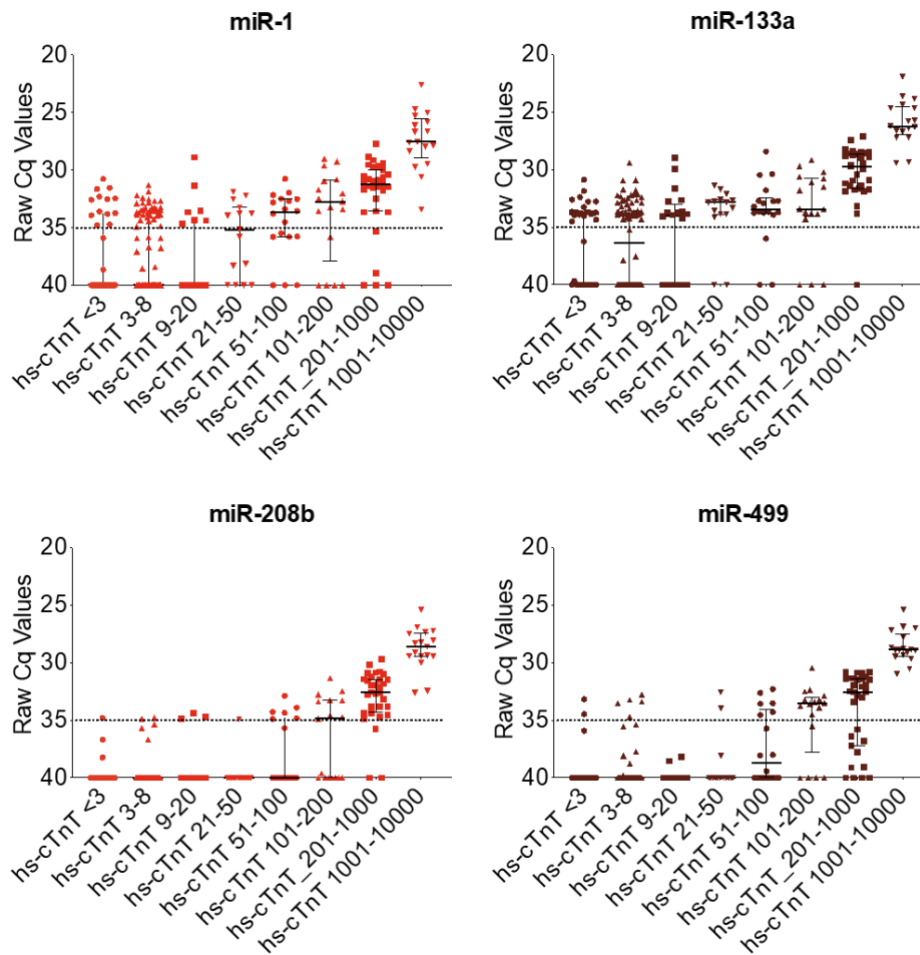 miR-1
Raw Cq Values
20
25
30
35
40
hs-cTnT <3
hs-cTnT 3-8
hs-cTnT 9-20
hs-cTnT 21-50
hs-cTnT 51-100
hs-cTnT 101-200
hs-cTnT_201-1000
hs-cTnT 1001-10000
miR-133a
Raw Cq Values
20
25
30
35
40
hs-cTnT <3
hs-cTnT 3-8
hs-cTnT 9-20
hs-cTnT 21-50
hs-cTnT 51-100
hs-cTnT 101-200
hs-cTnT_201-1000
hs-cTnT 1001-10000
miR-208b
Raw Cq Values
20
25
30
35
40
hs-cTnT <3
hs-cTnT 3-8
hs-cTnT 9-20
hs-cTnT 21-50
hs-cTnT 51-100
hs-cTnT 101-200
hs-cTnT_201-1000
hs-cTnT 1001-10000
miR-499
Raw Cq Values
20
25
30
35
40
hs-cTnT <3
hs-cTnT 3-8
hs-cTnT 9-20
hs-cTnT 21-50
hs-cTnT 51-100
hs-cTnT 101-200
hs-cTnT_201-1000
hs-cTnT 1001-10000